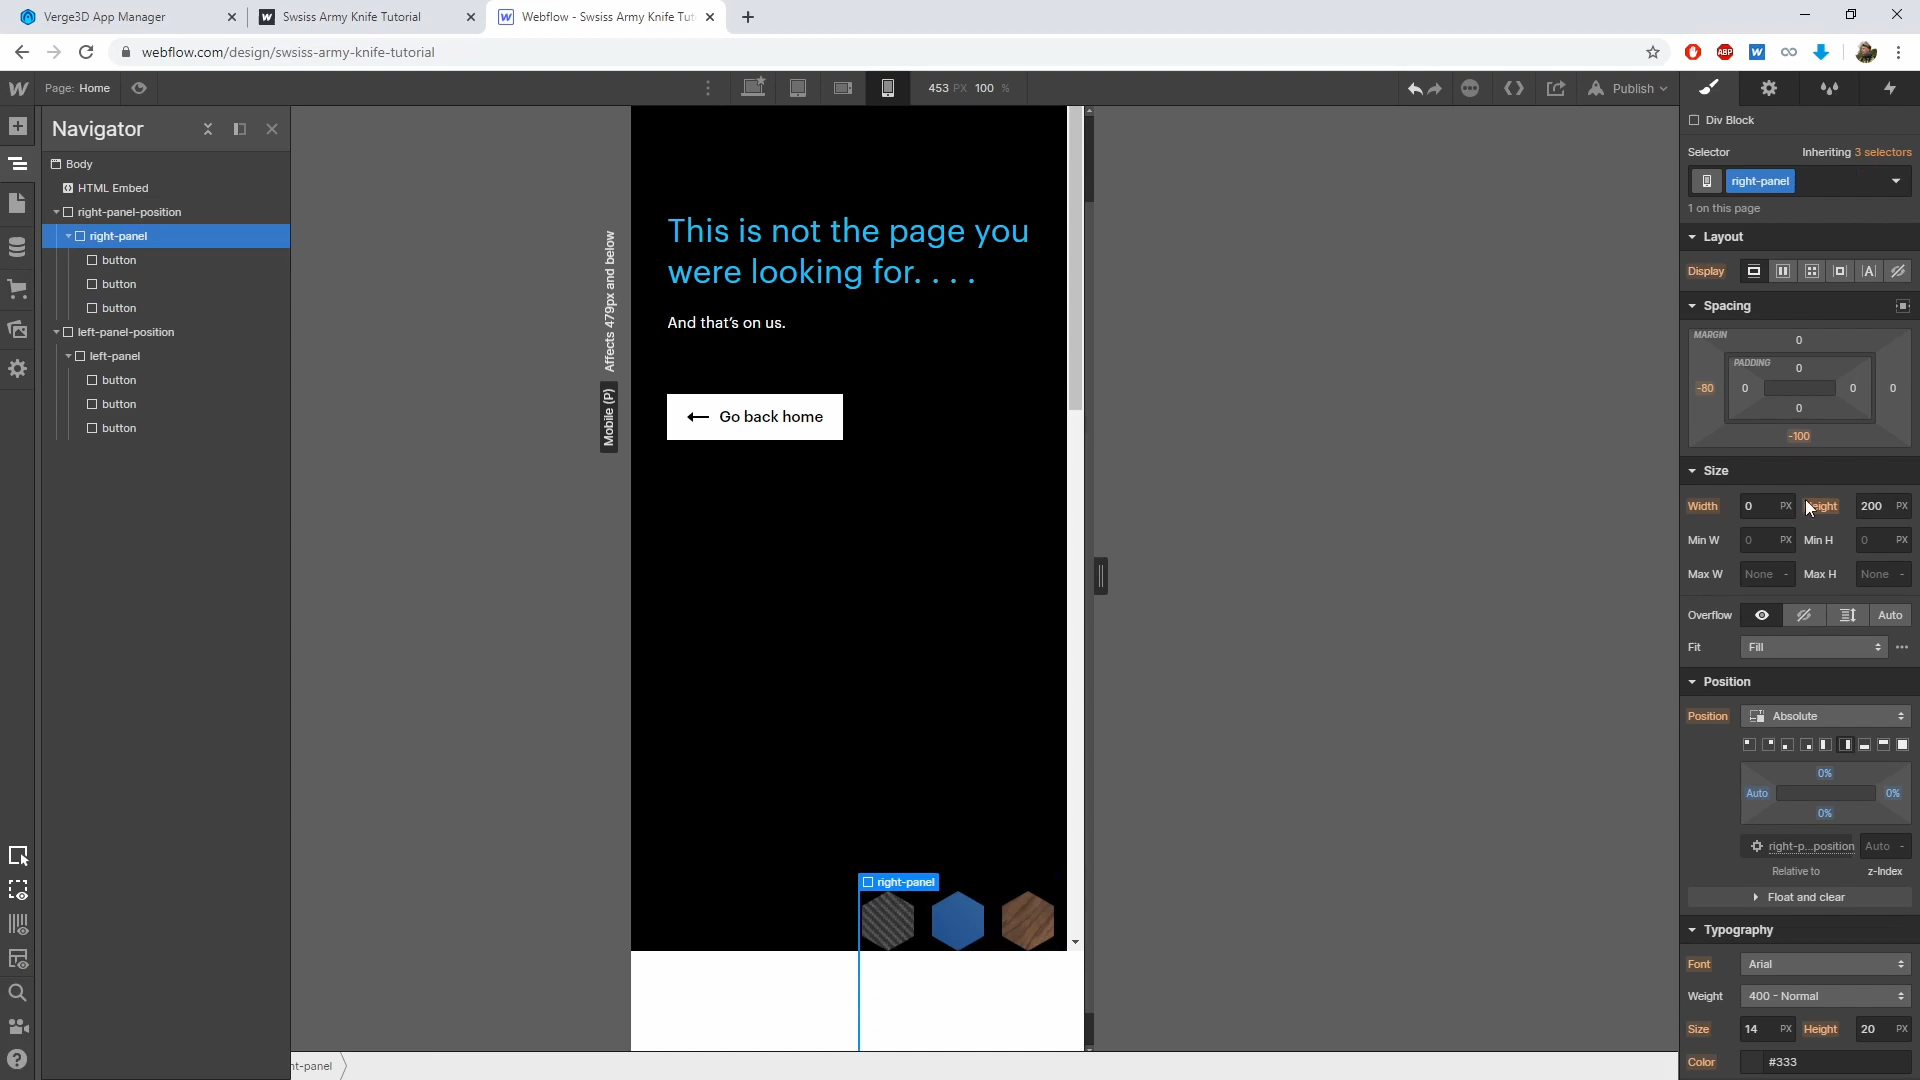 Verge3D App Manager
Swsiss Army Knife Tutorial
Webflow - Swsiss Army Knife Tut
webflow.com/design/swsiss-army-knife-tutorial
ABP
W
Page: Home
453 PX 100 %
Publish
Navigator
Body
HTML Embed
right-panel-position
right-panel
button
button
button
left-panel-position
left-panel
button
button
button
Affects 479px and below
Mobile (P)
This is not the page you
were looking for. . . .
And that's on us.
Go back home
right-panel
ht-panel
Div Block
Selector Inheriting 3 selectors
right-panel
1 on this page
Layout
Display
Spacing
MARGIN
0
PADDING
0
-80 0 0 0
0
-100
Size
Width 0 PX Height 200 PX
Min W 0 PX Min H 0 PX
Max W None - Max H None -
Overflow Auto
Fit Fill
Position
Position Absolute
0%
Auto 0%
0%
right-p...position Auto -
Relative to z-Index
Float and clear
Typography
Font Arial
Weight 400 - Normal
Size 14 PX Height 20 PX
Color #333